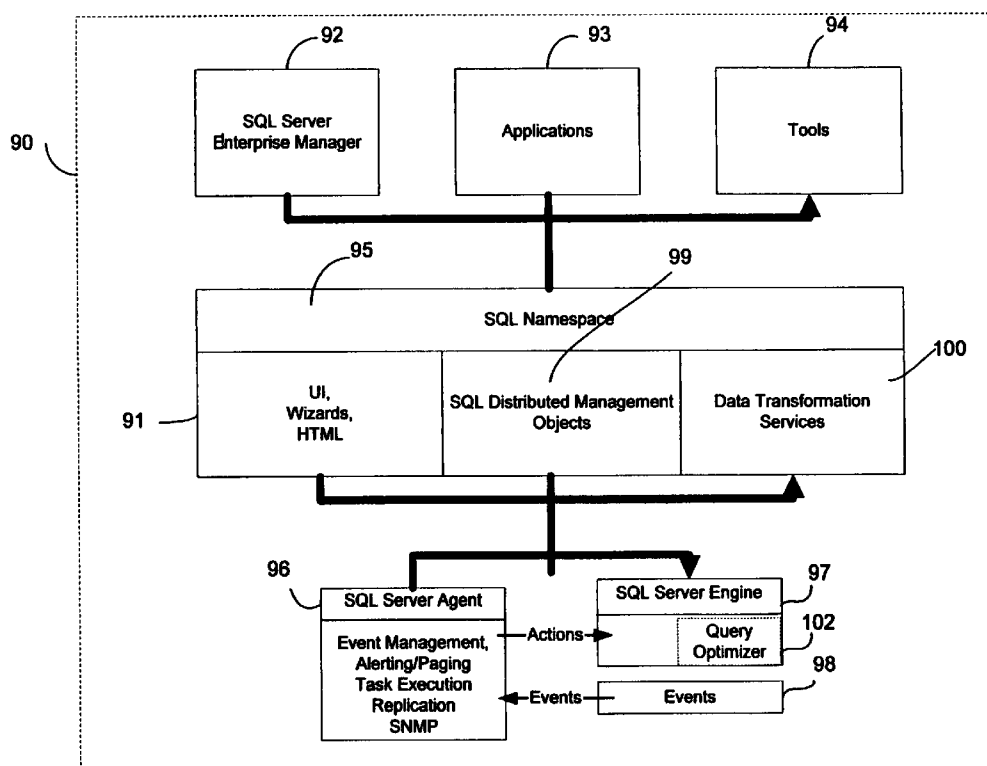 92
93
94
90
SQL Server
Enterprise Manager
Applications
Tools
95
99
SQL Namespace
100
91
UI,
Wizards,
HTML
SQL Distributed Management
Objects
Data Transformation
Services
96
97
SQL Server Agent
SQL Server Engine
Event Management,
Alerting/Paging
Task Execution
Replication
SNMP
Actions
Query
Optimizer
102
98
Events
Events